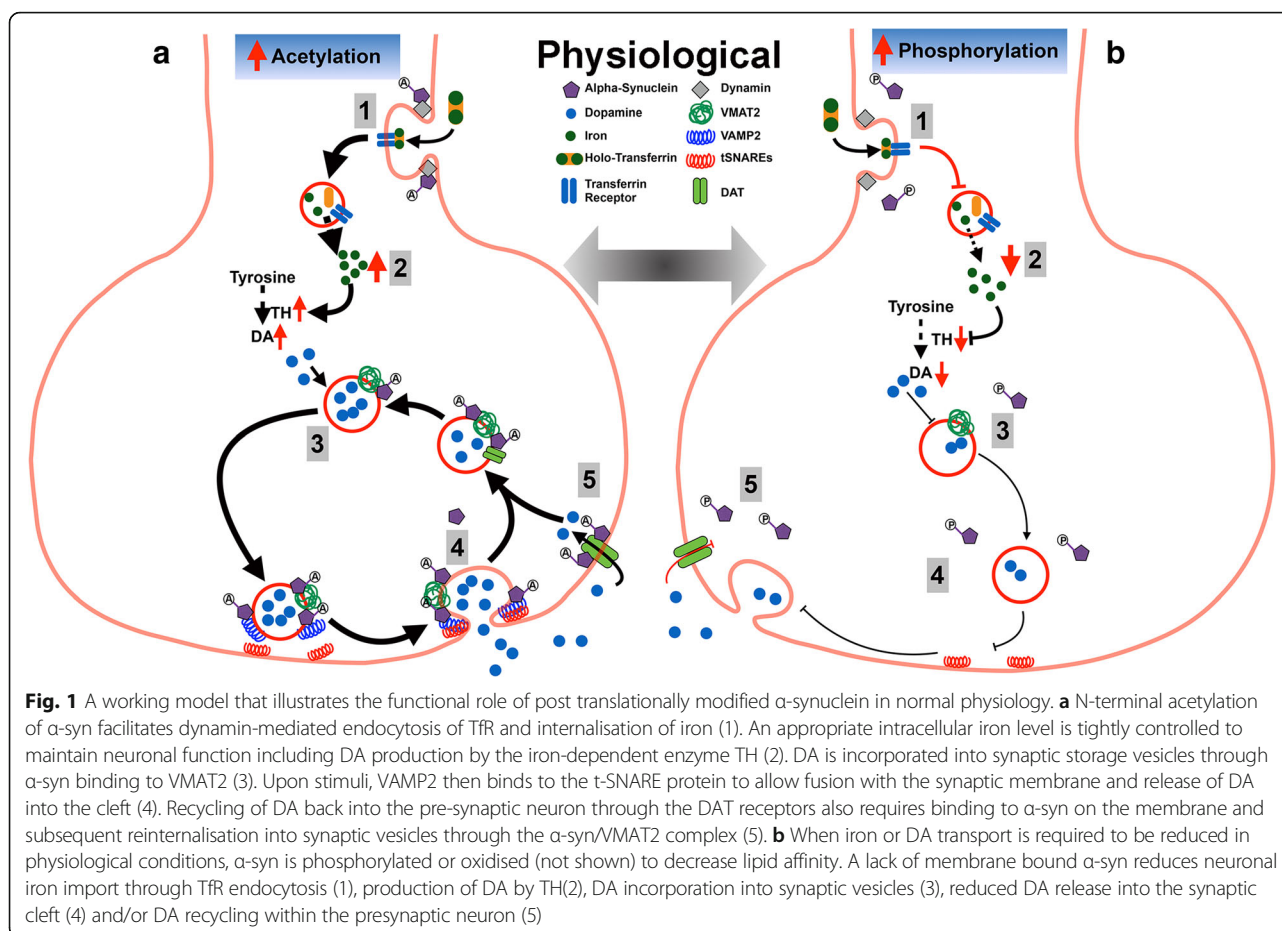 a
Acetylation
1
2
Tyrosine
TH
DA
3
4
5
A
A
A
A
A
A
A
A
A
A
A
A
A
Physiological
Alpha-Synuclein
Dynamin
Dopamine
VMAT2
Iron
VAMP2
Holo-Transferrin
tSNAREs
Transferrin
Receptor
DAT
b
Phosphorylation
P
1
P
2
Tyrosine
TH
DA
P
3
5
P
P
P
P
4
Fig. 1 A working model that illustrates the functional role of post translationally modified α-synuclein in normal physiology. a N-terminal acetylation
of α-syn facilitates dynamin-mediated endocytosis of TfR and internalisation of iron (1). An appropriate intracellular iron level is tightly controlled to
maintain neuronal function including DA production by the iron-dependent enzyme TH (2). DA is incorporated into synaptic storage vesicles through
α-syn binding to VMAT2 (3). Upon stimuli, VAMP2 then binds to the t-SNARE protein to allow fusion with the synaptic membrane and release of DA
into the cleft (4). Recycling of DA back into the pre-synaptic neuron through the DAT receptors also requires binding to α-syn on the membrane and
subsequent reinternalisation into synaptic vesicles through the α-syn/VMAT2 complex (5). b When iron or DA transport is required to be reduced in
physiological conditions, α-syn is phosphorylated or oxidised (not shown) to decrease lipid affinity. A lack of membrane bound α-syn reduces neuronal
iron import through TfR endocytosis (1), production of DA by TH(2), DA incorporation into synaptic vesicles (3), reduced DA release into the synaptic
cleft (4) and/or DA recycling within the presynaptic neuron (5)